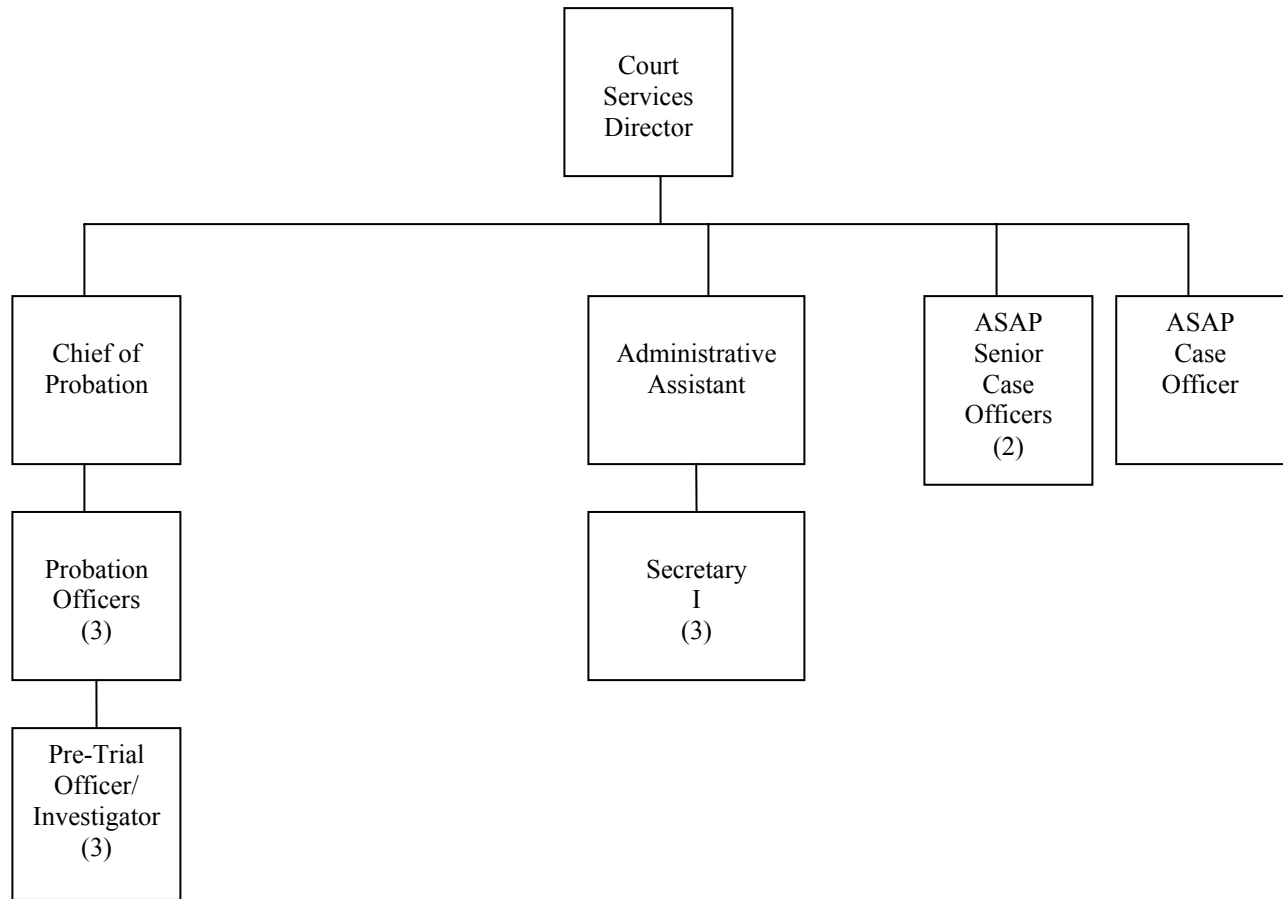 Court
Services
Director
Chief of
Probation
Administrative
Assistant
ASAP
Senior
Case
Officers
(2)
ASAP
Case
Officer
Probation
Officers
(3)
Secretary
I
(3)
Pre-Trial
Officer/
Investigator
(3)